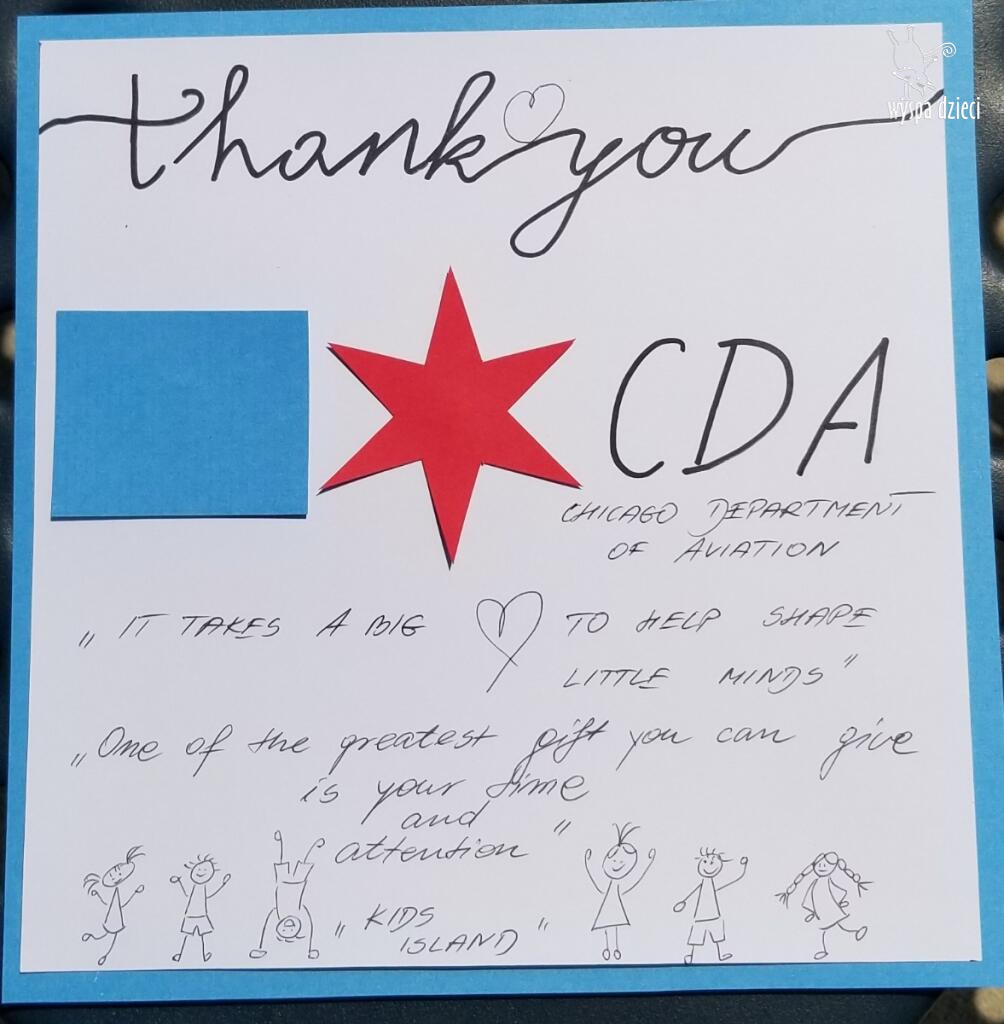 wyspa dzieci
thank you
CDA
CHICAGO DEPARTMENT
OF AVIATION
„IT TAKES A BIG TO HELP SHAPE
LITTLE MINDS"
„One of the greatest gift you can give
is your time
and
attention"
„KIDS
ISLAND"